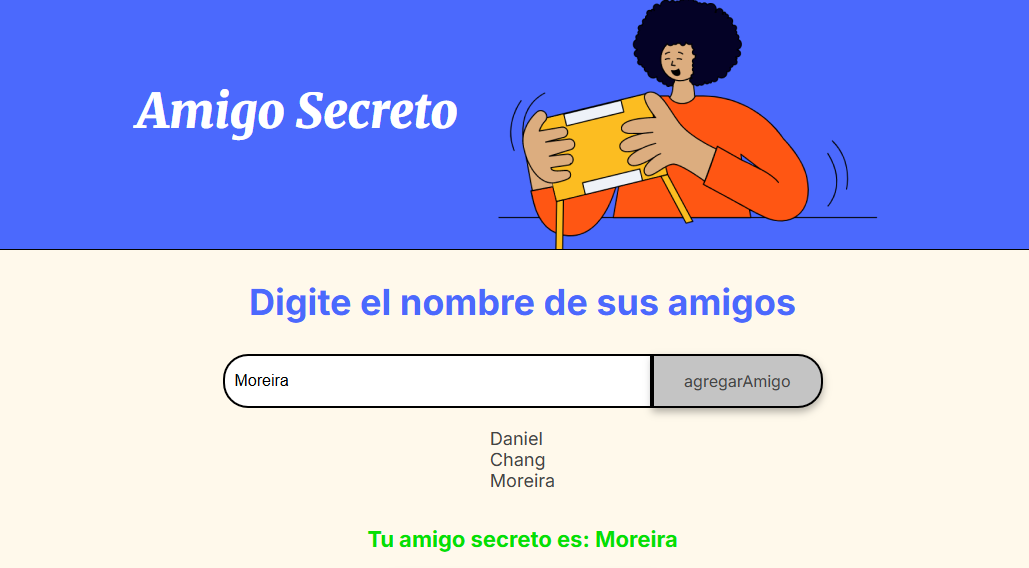 Amigo Secreto
Digite el nombre de sus amigos
Moreira
agregarAmigo
Daniel
Chang
Moreira
Tu amigo secreto es: Moreira